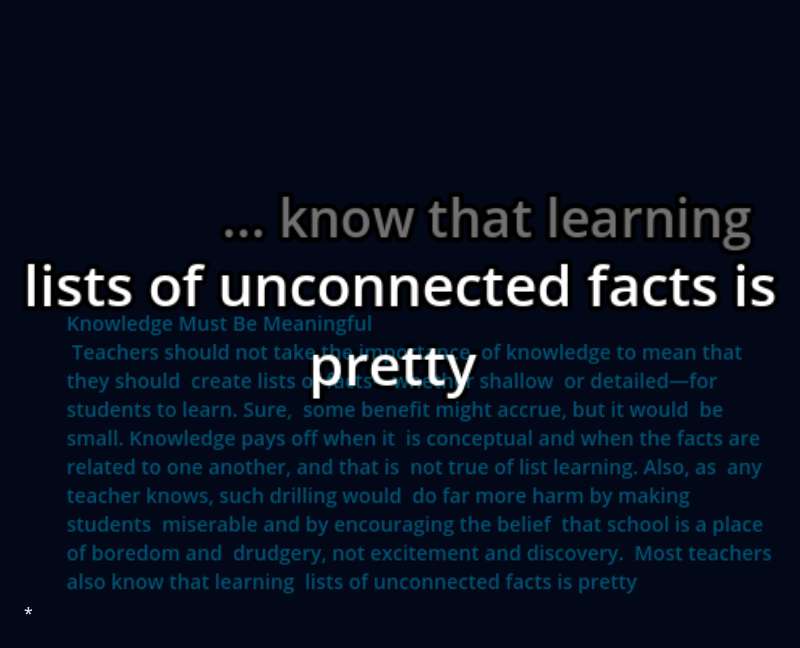 ... know that learning
lists of unconnected facts is
pretty
Knowledge Must Be Meaningful
Teachers should not take the importance of knowledge to mean that
they should create lists of facts—whether shallow or detailed—for
students to learn. Sure, some benefit might accrue, but it would be
small. Knowledge pays off when it is conceptual and when the facts are
related to one another, and that is not true of list learning. Also, as any
teacher knows, such drilling would do far more harm by making
students miserable and by encouraging the belief that school is a place
of boredom and drudgery, not excitement and discovery. Most teachers
also know that learning lists of unconnected facts is pretty
*